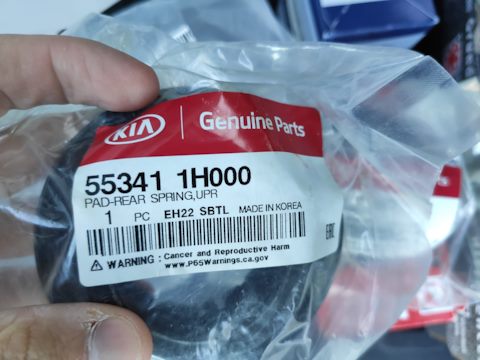 KIA Genuine Parts
55341 1H000
PAD-REAR SPRING,UPR
1 PC EH22 SBTL MADE IN KOREA
EAC
⚠ WARNING : Cancer and Reproductive Harm
www.P65Warnings.ca.gov